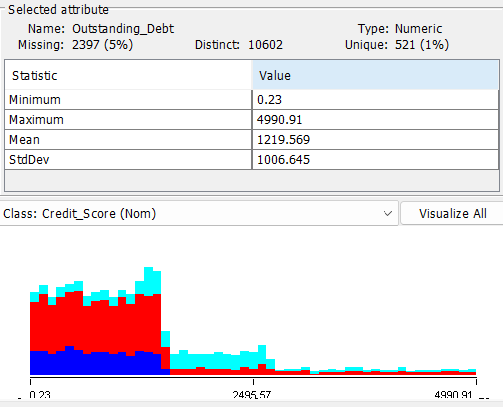 Selected attribute
Name: Outstanding_Debt Type: Numeric
Missing: 2397 (5%) Distinct: 10602 Unique: 521 (1%)
Statistic Value
Minimum 0.23
Maximum 4990.91
Mean 1219.569
StdDev 1006.645
Class: Credit_Score (Nom) Visualize All
0.23 2495.57 4990.91